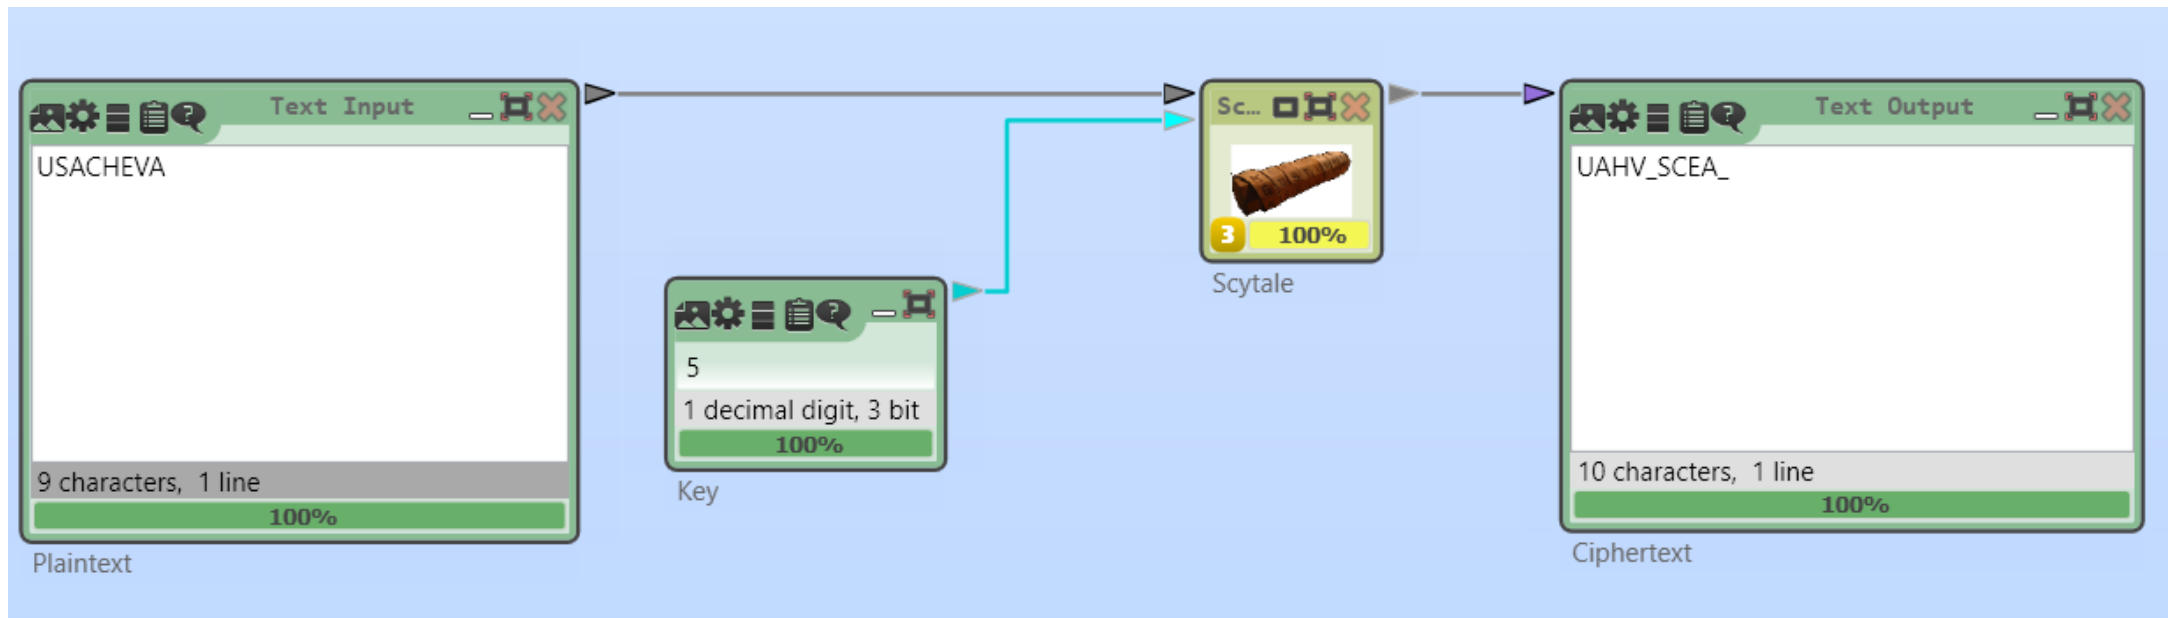 Text Input
USACHEVA
9 characters, 1 line
100%
Plaintext
5
1 decimal digit, 3 bit
100%
Key
Sc...
3
100%
Scytale
Text Output
UAHV_SCEA_
10 characters, 1 line
100%
Ciphertext